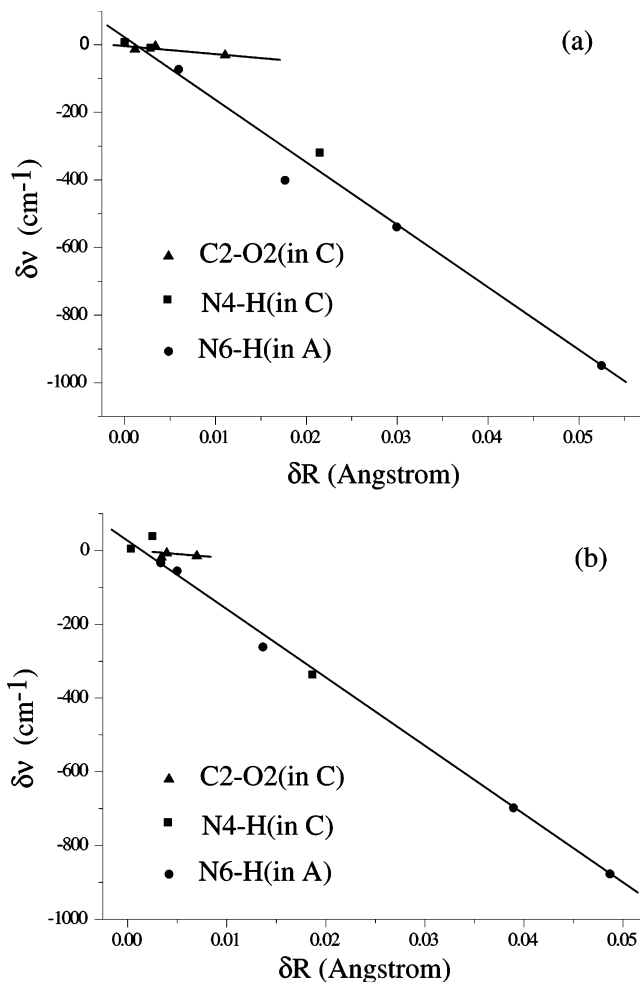 (a)
0
-200
-400
-600
-800
-1000
δν (cm-1)
C2-O2(in C)
N4-H(in C)
N6-H(in A)
0.00 0.01 0.02 0.03 0.04 0.05
δR (Angstrom)
(b)
0
-200
-400
-600
-800
-1000
δν (cm-1)
C2-O2(in C)
N4-H(in C)
N6-H(in A)
0.00 0.01 0.02 0.03 0.04 0.05
δR (Angstrom)